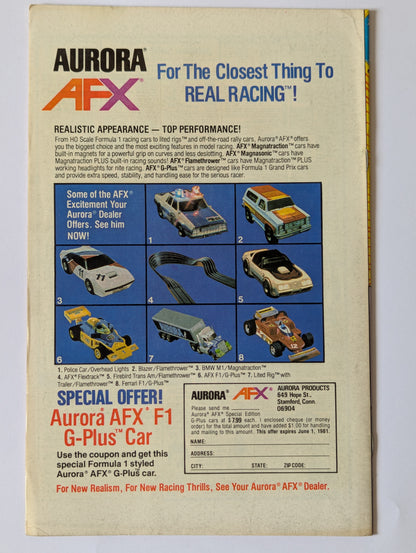 AURORA®
AFX®
For The Closest Thing To
REAL RACING™!
REALISTIC APPEARANCE — TOP PERFORMANCE!
From HO Scale Formula 1 racing cars to lited rigs™ and off-the-road rally cars, Aurora® AFX® offers
you the biggest choice and the most exciting features in model racing. AFX® Magnatraction™ cars have
built-in magnets for a powerful grip on curves and less deslotting. AFX® Magnasonic™ cars have
Magnatraction PLUS built-in racing sounds! AFX® Flamethrower™ cars have Magnatraction™ PLUS
working headlights for nite racing. AFX® G-Plus™ cars are designed like Formula 1 Grand Prix cars
and provide extra speed, stability, and handling ease for the serious racer.
Some of the AFX®
Excitement Your
Aurora® Dealer
Offers. See him
NOW!
1
2
11
3
4
5
6
7
12
8
1. Police Car/Overhead Lights 2. Blazer/Flamethrower™ 3. BMW M1/Magnatraction™
4. AFX® Flexitrack™ 5. Firebird Trans Am/Flamethrower™ 6. AFX F1/G-Plus™ 7. Lited Rig™ with
Trailer/Flamethrower™ 8. Ferrari F1/G-Plus™
SPECIAL OFFER!
Aurora® AFX® F1
G-Plus™ Car
Use the coupon and get this
special Formula 1 styled
Aurora® AFX® G-Plus™ car.
AURORA® AFX®
AURORA PRODUCTS
649 Hope St.,
Stamford, Conn.
06904
Please send me
Aurora® AFX® Special Edition
G-Plus cars at $7.99 each. I enclosed cheque (or money
order) for the total amount and have added $1.00 for handling
and mailing to this amount. This offer expires June 1, 1981.
NAME:
ADDRESS:
CITY: STATE: ZIP CODE:
For New Realism, For New Racing Thrills, See Your Aurora® AFX® Dealer.